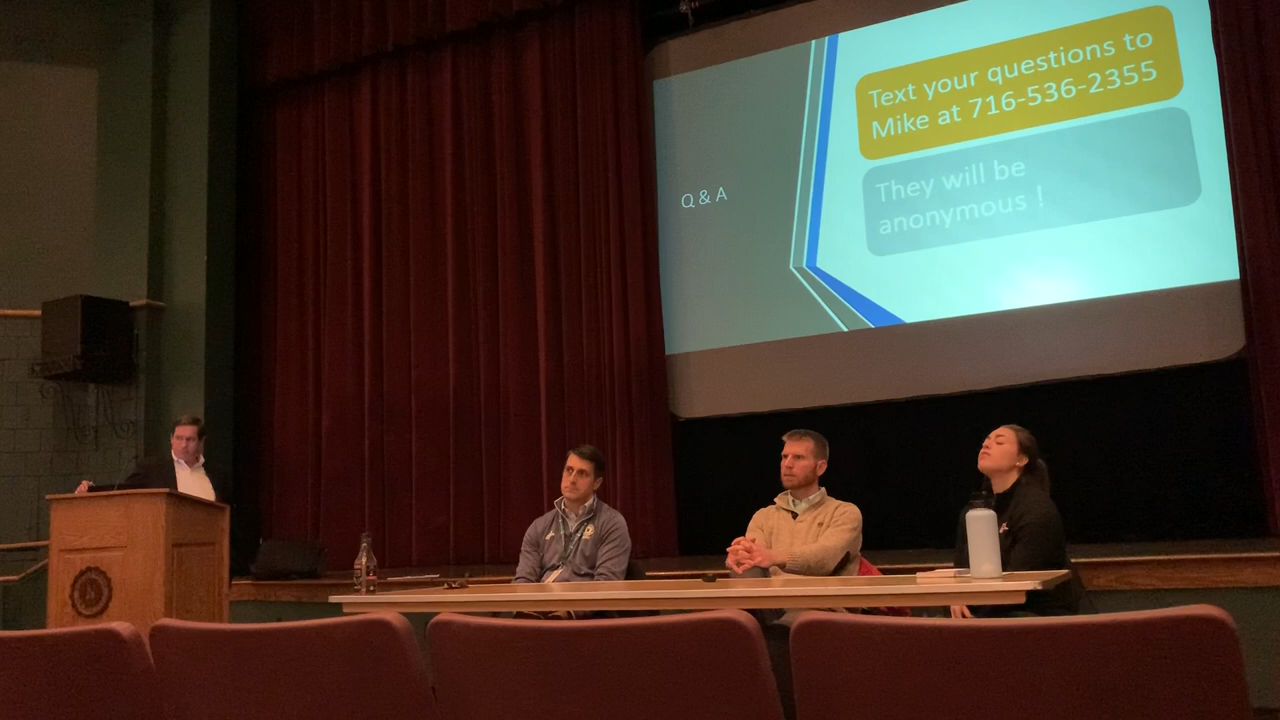 Q & A
Text your questions to
Mike at 716-536-2355
They will be
anonymous !